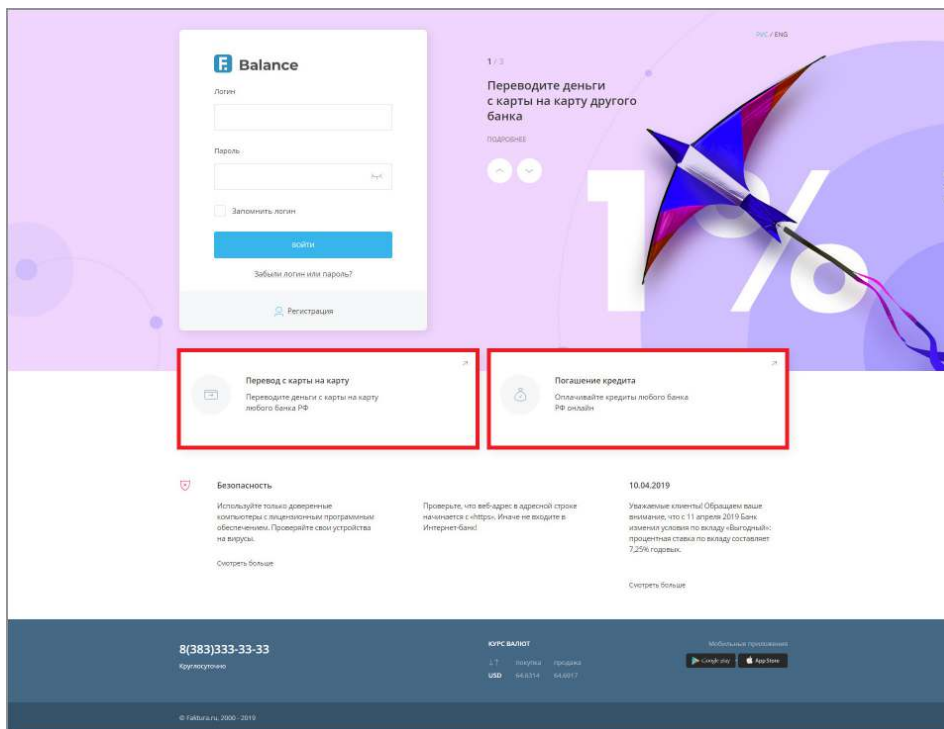 РУС / ENG
F. Balance
Логин
Пароль
Запомнить логин
ВОЙТИ
Забыли логин или пароль?
Регистрация
1 / 3
Переводите деньги
с карты на карту другого
банка
ПОДРОБНЕЕ
1%
Перевод с карты на карту
Переводите деньги с карты на карту
любого банка РФ
Погашение кредита
Оплачивайте кредиты любого банка
РФ онлайн
Безопасность
Используйте только доверенные
компьютеры с лицензионным программным
обеспечением. Проверяйте свои устройства
на вирусы.
Смотреть больше
Проверьте, что веб-адрес в адресной строке
начинается с «https». Иначе не входите в
Интернет-банк!
10.04.2019
Уважаемые клиенты! Обращаем ваше
внимание, что с 11 апреля 2019 Банк
изменил условия по вкладу «Выгодный»:
процентная ставка по вкладу составляет
7,25% годовых.
Смотреть больше
8(383)333-33-33
Круглосуточно
КУРС ВАЛЮТ
↓↑ покупка продажа
USD 64.6314 64.6017
Мобильные приложения
Google play
App Store
© Faktura.ru, 2000 - 2019